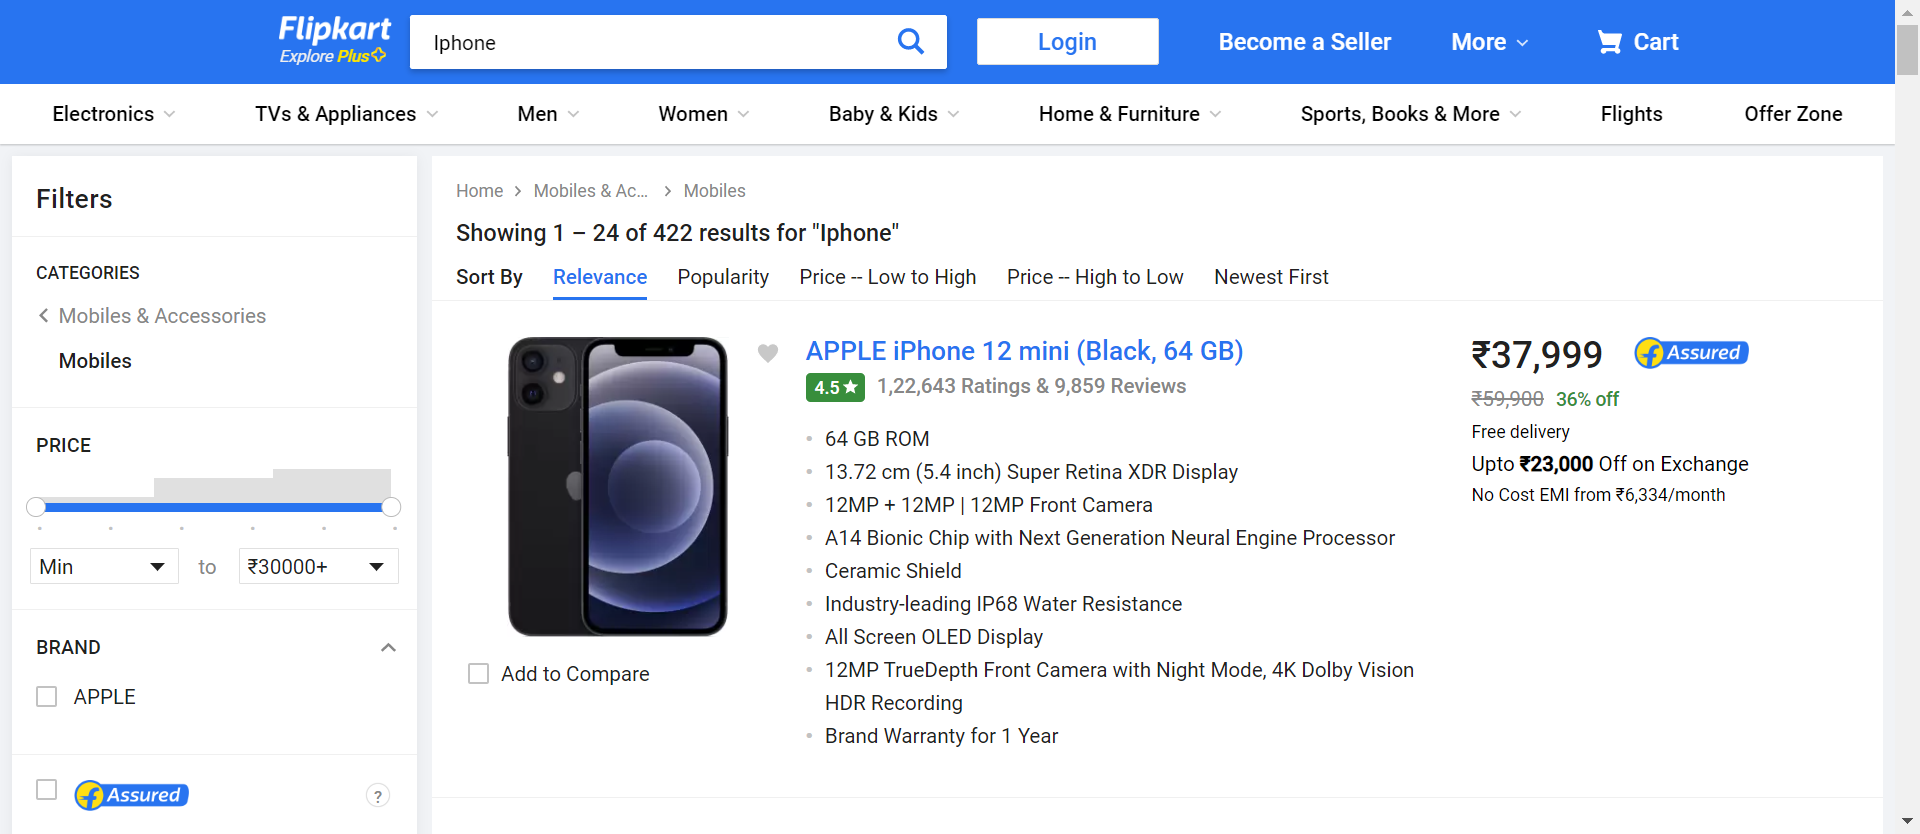 Flipkart
Explore Plus
Iphone
Login
Become a Seller
More
Cart
Electronics
TVs & Appliances
Men
Women
Baby & Kids
Home & Furniture
Sports, Books & More
Flights
Offer Zone
Filters
CATEGORIES
Mobiles & Accessories
Mobiles
PRICE
Min
to
₹30000+
BRAND
APPLE
Assured
?
Home
Mobiles & Ac...
Mobiles
Showing 1 – 24 of 422 results for "Iphone"
Sort By
Relevance
Popularity
Price -- Low to High
Price -- High to Low
Newest First
Add to Compare
APPLE iPhone 12 mini (Black, 64 GB)
4.5★
1,22,643 Ratings & 9,859 Reviews
64 GB ROM
13.72 cm (5.4 inch) Super Retina XDR Display
12MP + 12MP | 12MP Front Camera
A14 Bionic Chip with Next Generation Neural Engine Processor
Ceramic Shield
Industry-leading IP68 Water Resistance
All Screen OLED Display
12MP TrueDepth Front Camera with Night Mode, 4K Dolby Vision
HDR Recording
Brand Warranty for 1 Year
₹37,999
Assured
₹59,900 36% off
Free delivery
Upto ₹23,000 Off on Exchange
No Cost EMI from ₹6,334/month